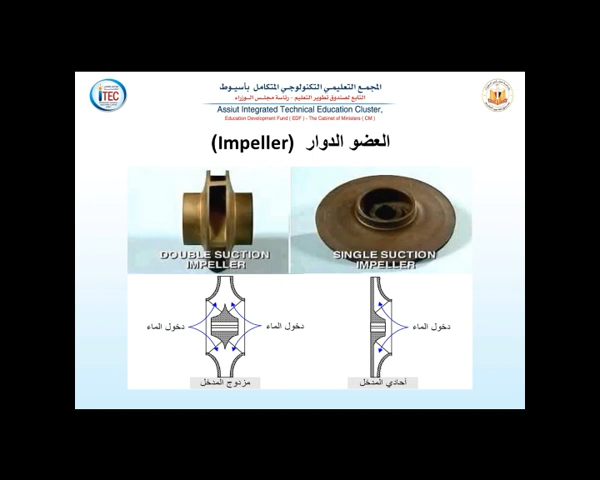 المجمع التعليمي التكنولوجي المتكامل بأسيوط
التابع لصندوق تطوير التعليم - رئاسة مجلس الوزراء
Assiut Integrated Technical Education Cluster,
Education Development Fund ( EDF ) - The Cabinet of Ministers ( CM )
iTEC
العضو الدوار (Impeller)
DOUBLE SUCTION
IMPELLER
SINGLE SUCTION
IMPELLER
دخول الماء
دخول الماء
دخول الماء
مزدوج المدخل
أحادي المدخل